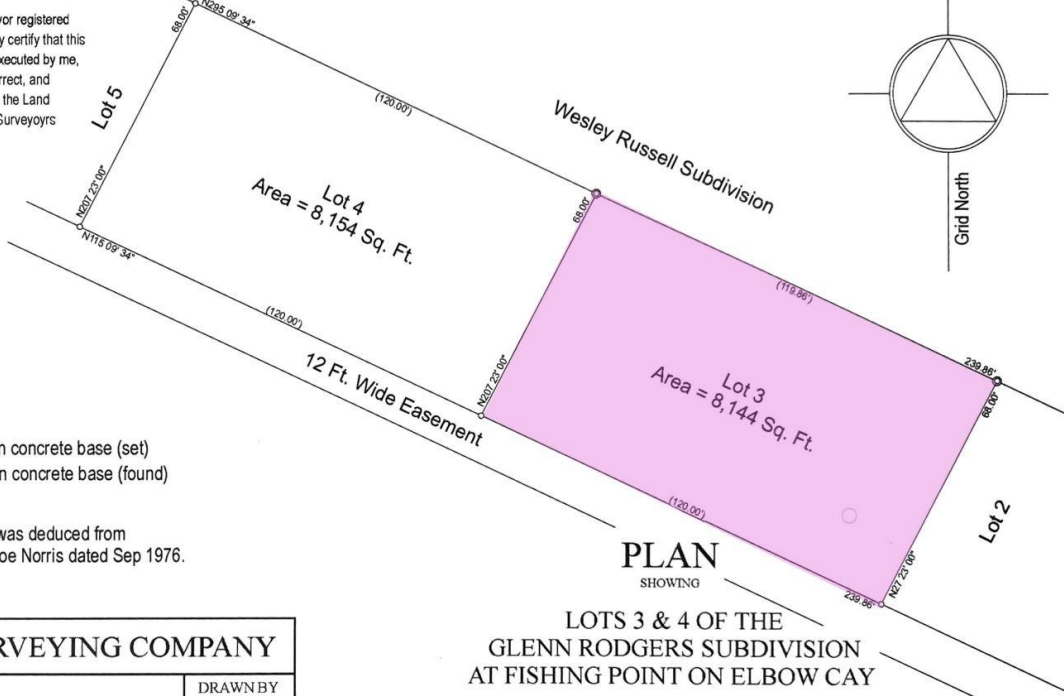 vor registered
y certify that this
xecuted by me,
rrect, and
the Land
Surveyoyrs
N295 09' 34"
68.00'
Lot 5
(120.00')
Wesley Russell Subdivision
Lot 4
Area = 8,154 Sq. Ft.
N207 23' 00"
N115 09' 34"
68.00'
Grid North
(119.86')
(120.00')
12 Ft. Wide Easement
N207 23' 00"
Lot 3
Area = 8,144 Sq. Ft.
239.86'
68.00'
n concrete base (set)
n concrete base (found)
(120.00')
Lot 2
was deduced from
oe Norris dated Sep 1976.
N27 23' 00"
239.86'
PLAN
SHOWING
LOTS 3 & 4 OF THE
GLENN RODGERS SUBDIVISION
AT FISHING POINT ON ELBOW CAY
RVEYING COMPANY
DRAWN BY